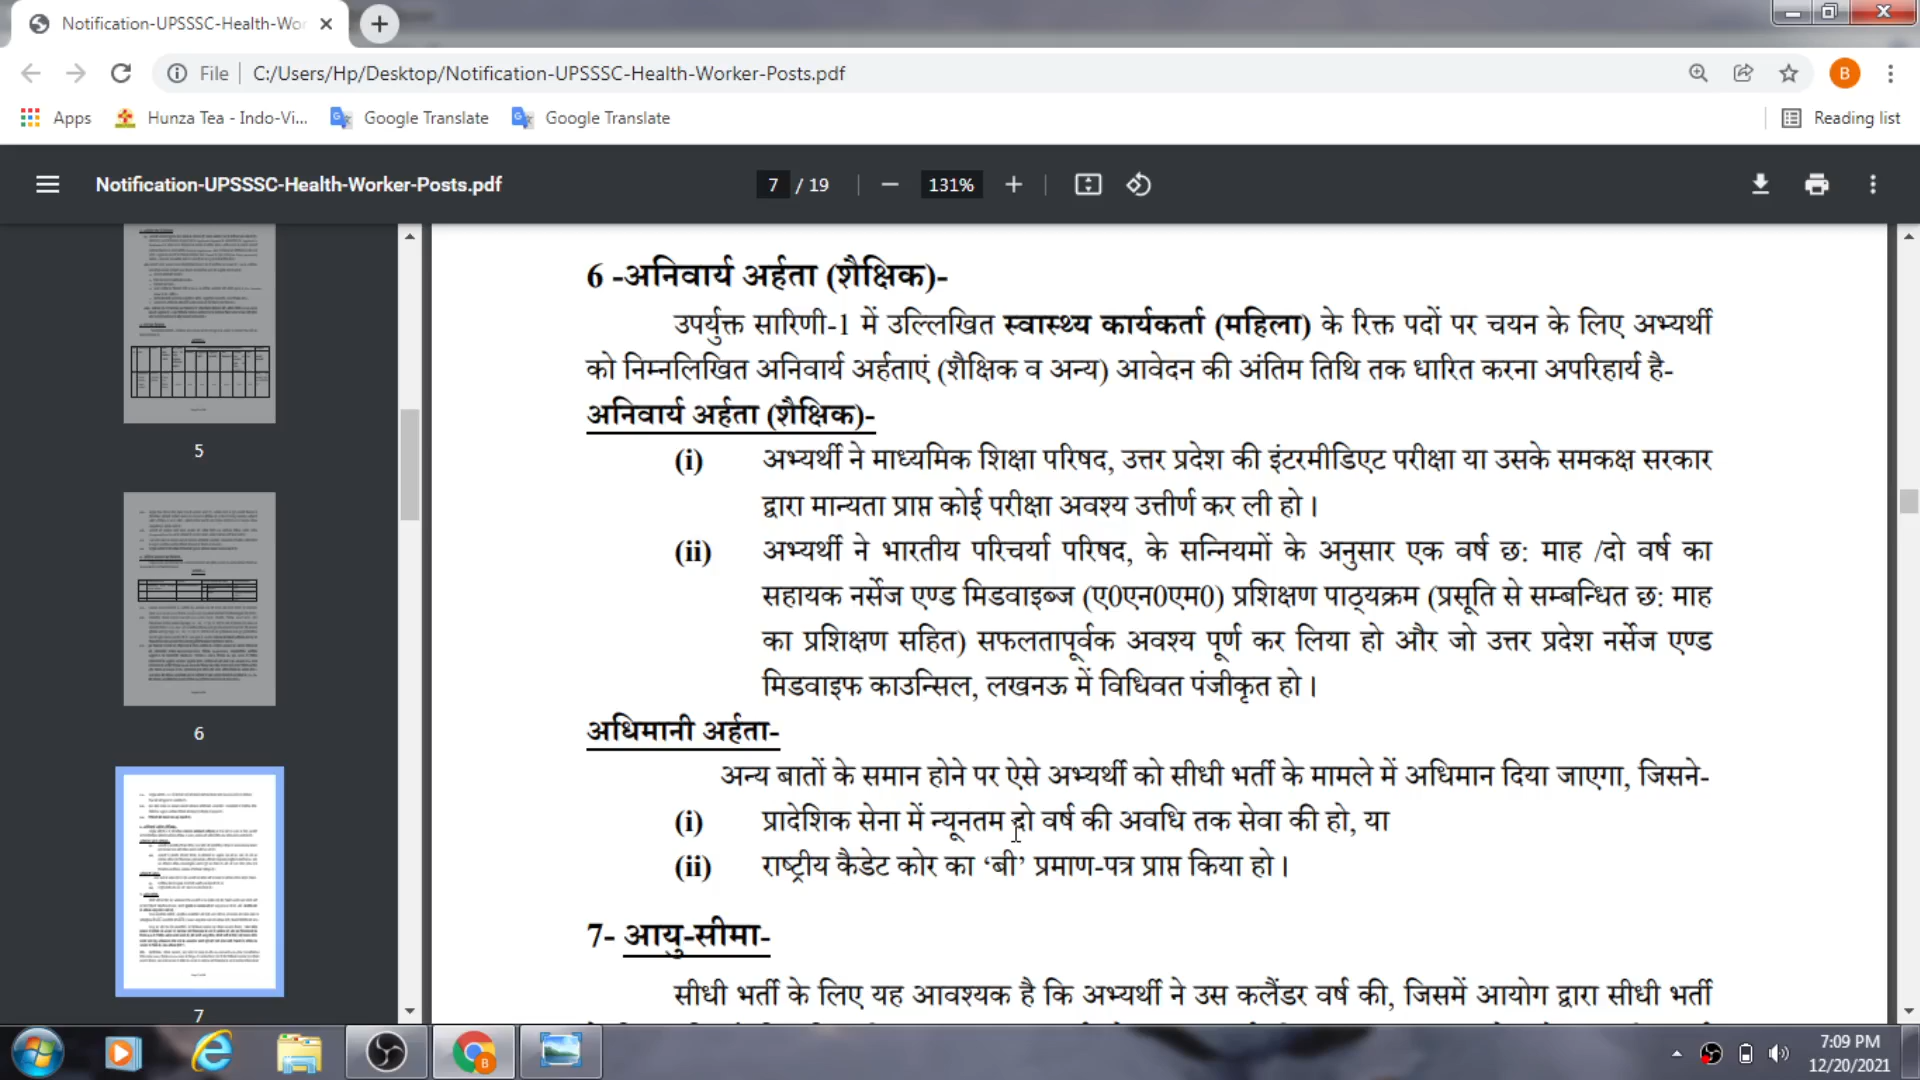 Notification-UPSSSC-Health-Wo
File
C:/Users/Hp/Desktop/Notification-UPSSSC-Health-Worker-Posts.pdf
B
Apps
Hunza Tea - Indo-Vi...
Google Translate
Google Translate
Reading list
Notification-UPSSSC-Health-Worker-Posts.pdf
7 / 19
131%
5
6
7
6 -अनिवार्य अर्हता (शैक्षिक)-
उपर्युक्त सारिणी-1 में उल्लिखित स्वास्थ्य कार्यकर्ता (महिला) के रिक्त पदों पर चयन के लिए अभ्यर्थी
को निम्नलिखित अनिवार्य अर्हताएं (शैक्षिक व अन्य) आवेदन की अंतिम तिथि तक धारित करना अपरिहार्य है-
अनिवार्य अर्हता (शैक्षिक)-
(i) अभ्यर्थी ने माध्यमिक शिक्षा परिषद, उत्तर प्रदेश की इंटरमीडिएट परीक्षा या उसके समकक्ष सरकार
द्वारा मान्यता प्राप्त कोई परीक्षा अवश्य उत्तीर्ण कर ली हो।
(ii) अभ्यर्थी ने भारतीय परिचर्या परिषद, के सन्नियमों के अनुसार एक वर्ष छ: माह /दो वर्ष का
सहायक नर्सेज एण्ड मिडवाइब्ज (ए0एन0एम0) प्रशिक्षण पाठ्यक्रम (प्रसूति से सम्बन्धित छ: माह
का प्रशिक्षण सहित) सफलतापूर्वक अवश्य पूर्ण कर लिया हो और जो उत्तर प्रदेश नर्सेज एण्ड
मिडवाइफ काउन्सिल, लखनऊ में विधिवत पंजीकृत हो।
अधिमानी अर्हता-
अन्य बातों के समान होने पर ऐसे अभ्यर्थी को सीधी भर्ती के मामले में अधिमान दिया जाएगा, जिसने-
(i) प्रादेशिक सेना में न्यूनतम दो वर्ष की अवधि तक सेवा की हो, या
(ii) राष्ट्रीय कैडेट कोर का ‘बी’ प्रमाण-पत्र प्राप्त किया हो।
7- आयु-सीमा-
सीधी भर्ती के लिए यह आवश्यक है कि अभ्यर्थी ने उस कलैंडर वर्ष की, जिसमें आयोग द्वारा सीधी भर्ती
7:09 PM
12/20/2021